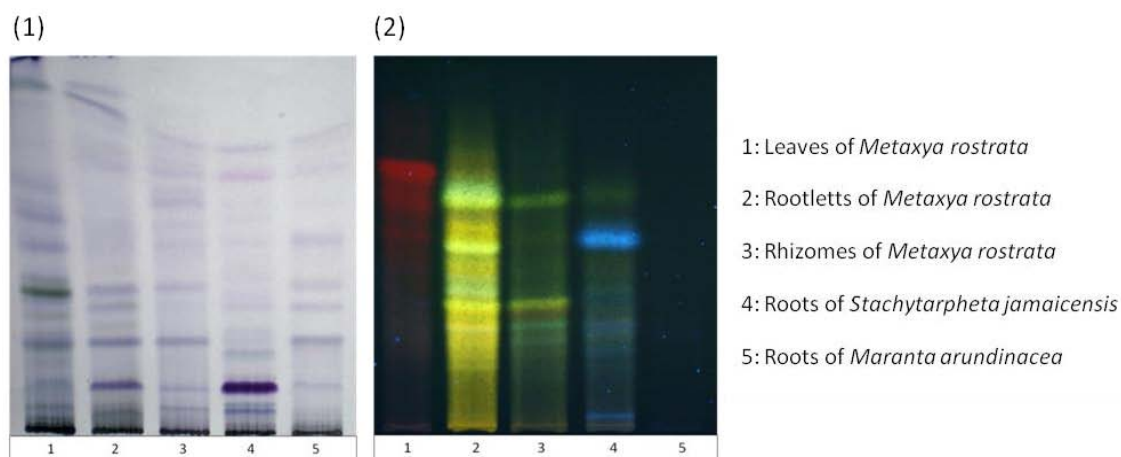 (1)
(2)
1: Leaves of Metaxya rostrata
2: Rootletts of Metaxya rostrata
3: Rhizomes of Metaxya rostrata
4: Roots of Stachytarpheta jamaicensis
5: Roots of Maranta arundinacea
1 2 3 4 5
1 2 3 4 5